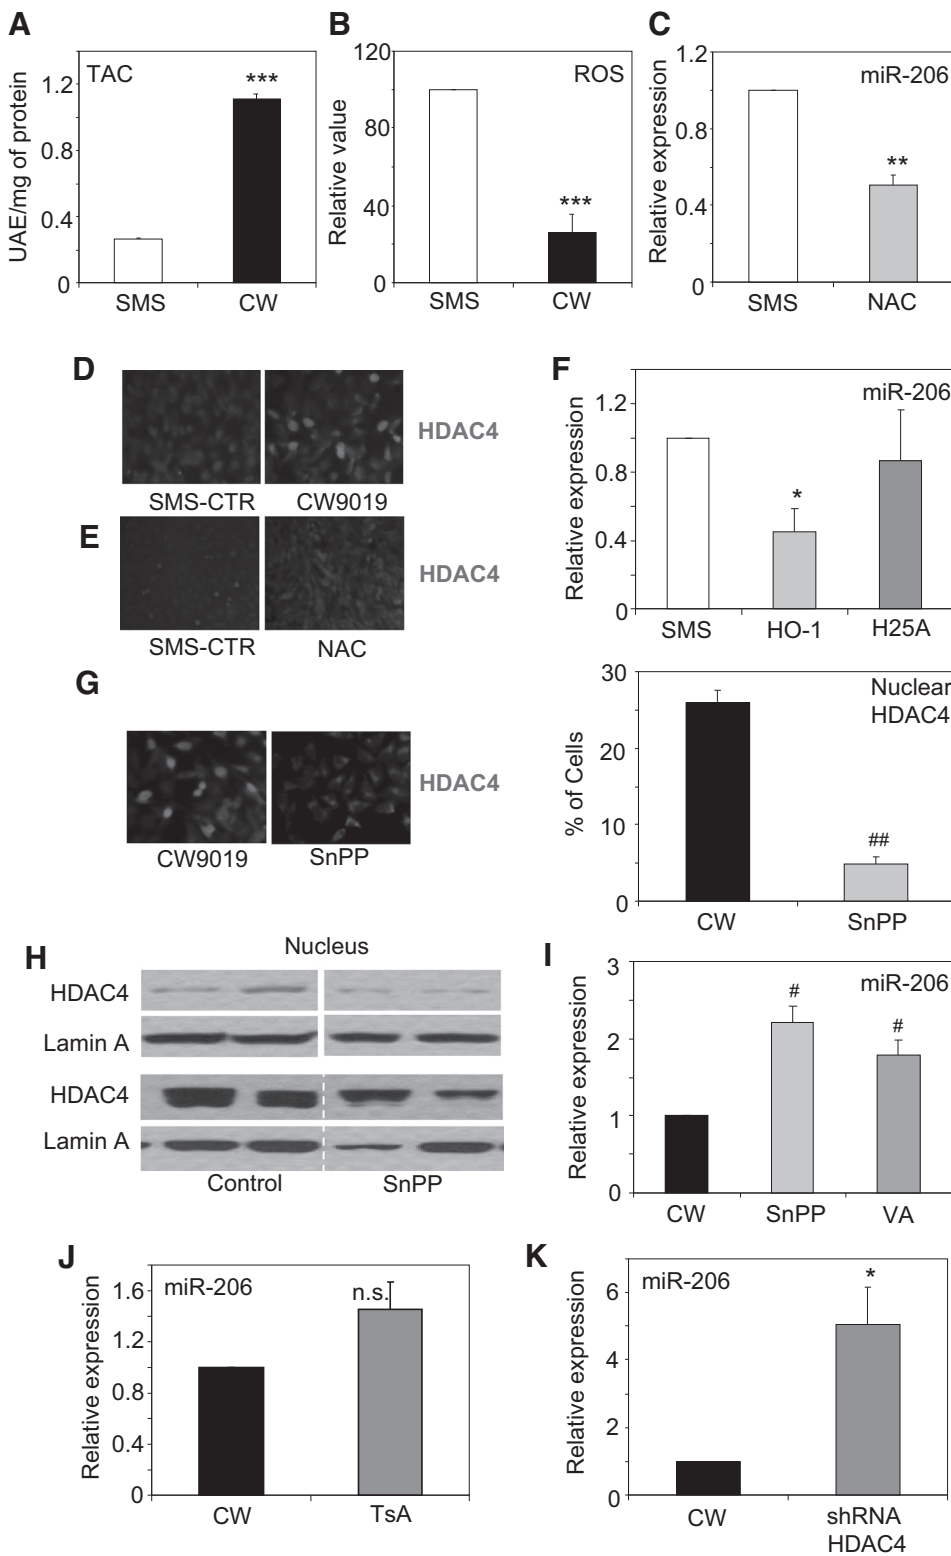 A
UAE/mg of protein
1.2
0.8
0.4
0
TAC
***
SMS
CW
B
Relative value
120
80
40
0
ROS
***
SMS
CW
C
Relative expression
1.2
0.8
0.4
0
miR-206
**
SMS
NAC
D
HDAC4
SMS-CTR
CW9019
E
HDAC4
SMS-CTR
NAC
F
Relative expression
1.2
0.8
0.4
0
miR-206
*
SMS
HO-1
H25A
G
HDAC4
CW9019
SnPP
% of Cells
30
20
10
0
Nuclear
HDAC4
##
CW
SnPP
H
Nucleus
HDAC4
Lamin A
HDAC4
Lamin A
Control
SnPP
I
Relative expression
3
2
1
0
miR-206
#
#
CW
SnPP
VA
J
Relative expression
1.6
1.2
0.8
0.4
0
miR-206
n.s.
CW
TsA
K
Relative expression
6
4
2
0
miR-206
*
CW
shRNA
HDAC4